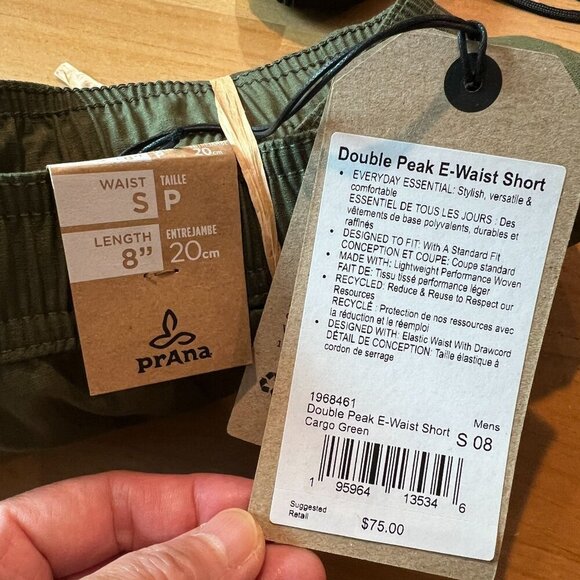 20cm
WAIST TAILLE
S P
LENGTH ENTREJAMBE
8" 20cm
prAna
Double Peak E-Waist Short
• EVERYDAY ESSENTIAL: Stylish, versatile &
comfortable
ESSENTIEL DE TOUS LES JOURS : Des
vêtements de base polyvalents, durables et
raffinés
• DESIGNED TO FIT: With A Standard Fit
CONCEPTION ET COUPE: Coupe standard
• MADE WITH: Lightweight Performance Woven
FAIT DE: Tissu tissé performance léger
• RECYCLED: Reduce & Reuse to Respect our
Resources
RECYCLÉ : Protection de nos ressources avec
la réduction et le réemploi
• DESIGNED WITH: Elastic Waist With Drawcord
DÉTAIL DE CONCEPTION: Taille élastique à
cordon de serrage
1968461
Double Peak E-Waist Short
Cargo Green
Mens
S 08
1 95964 13534 6
Suggested
Retail
$75.00